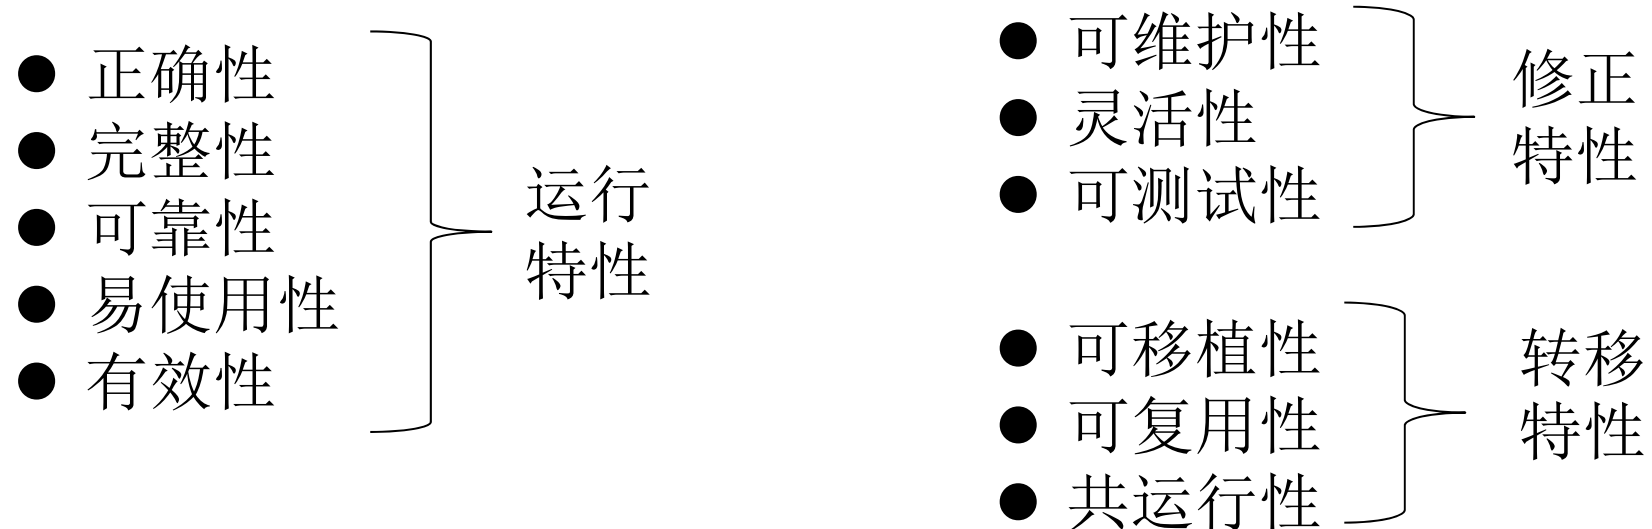 ● 正确性
● 完整性
● 可靠性
● 易使用性
● 有效性
运行
特性
● 可维护性
● 灵活性
● 可测试性
修正
特性
● 可移植性
● 可复用性
● 共运行性
转移
特性